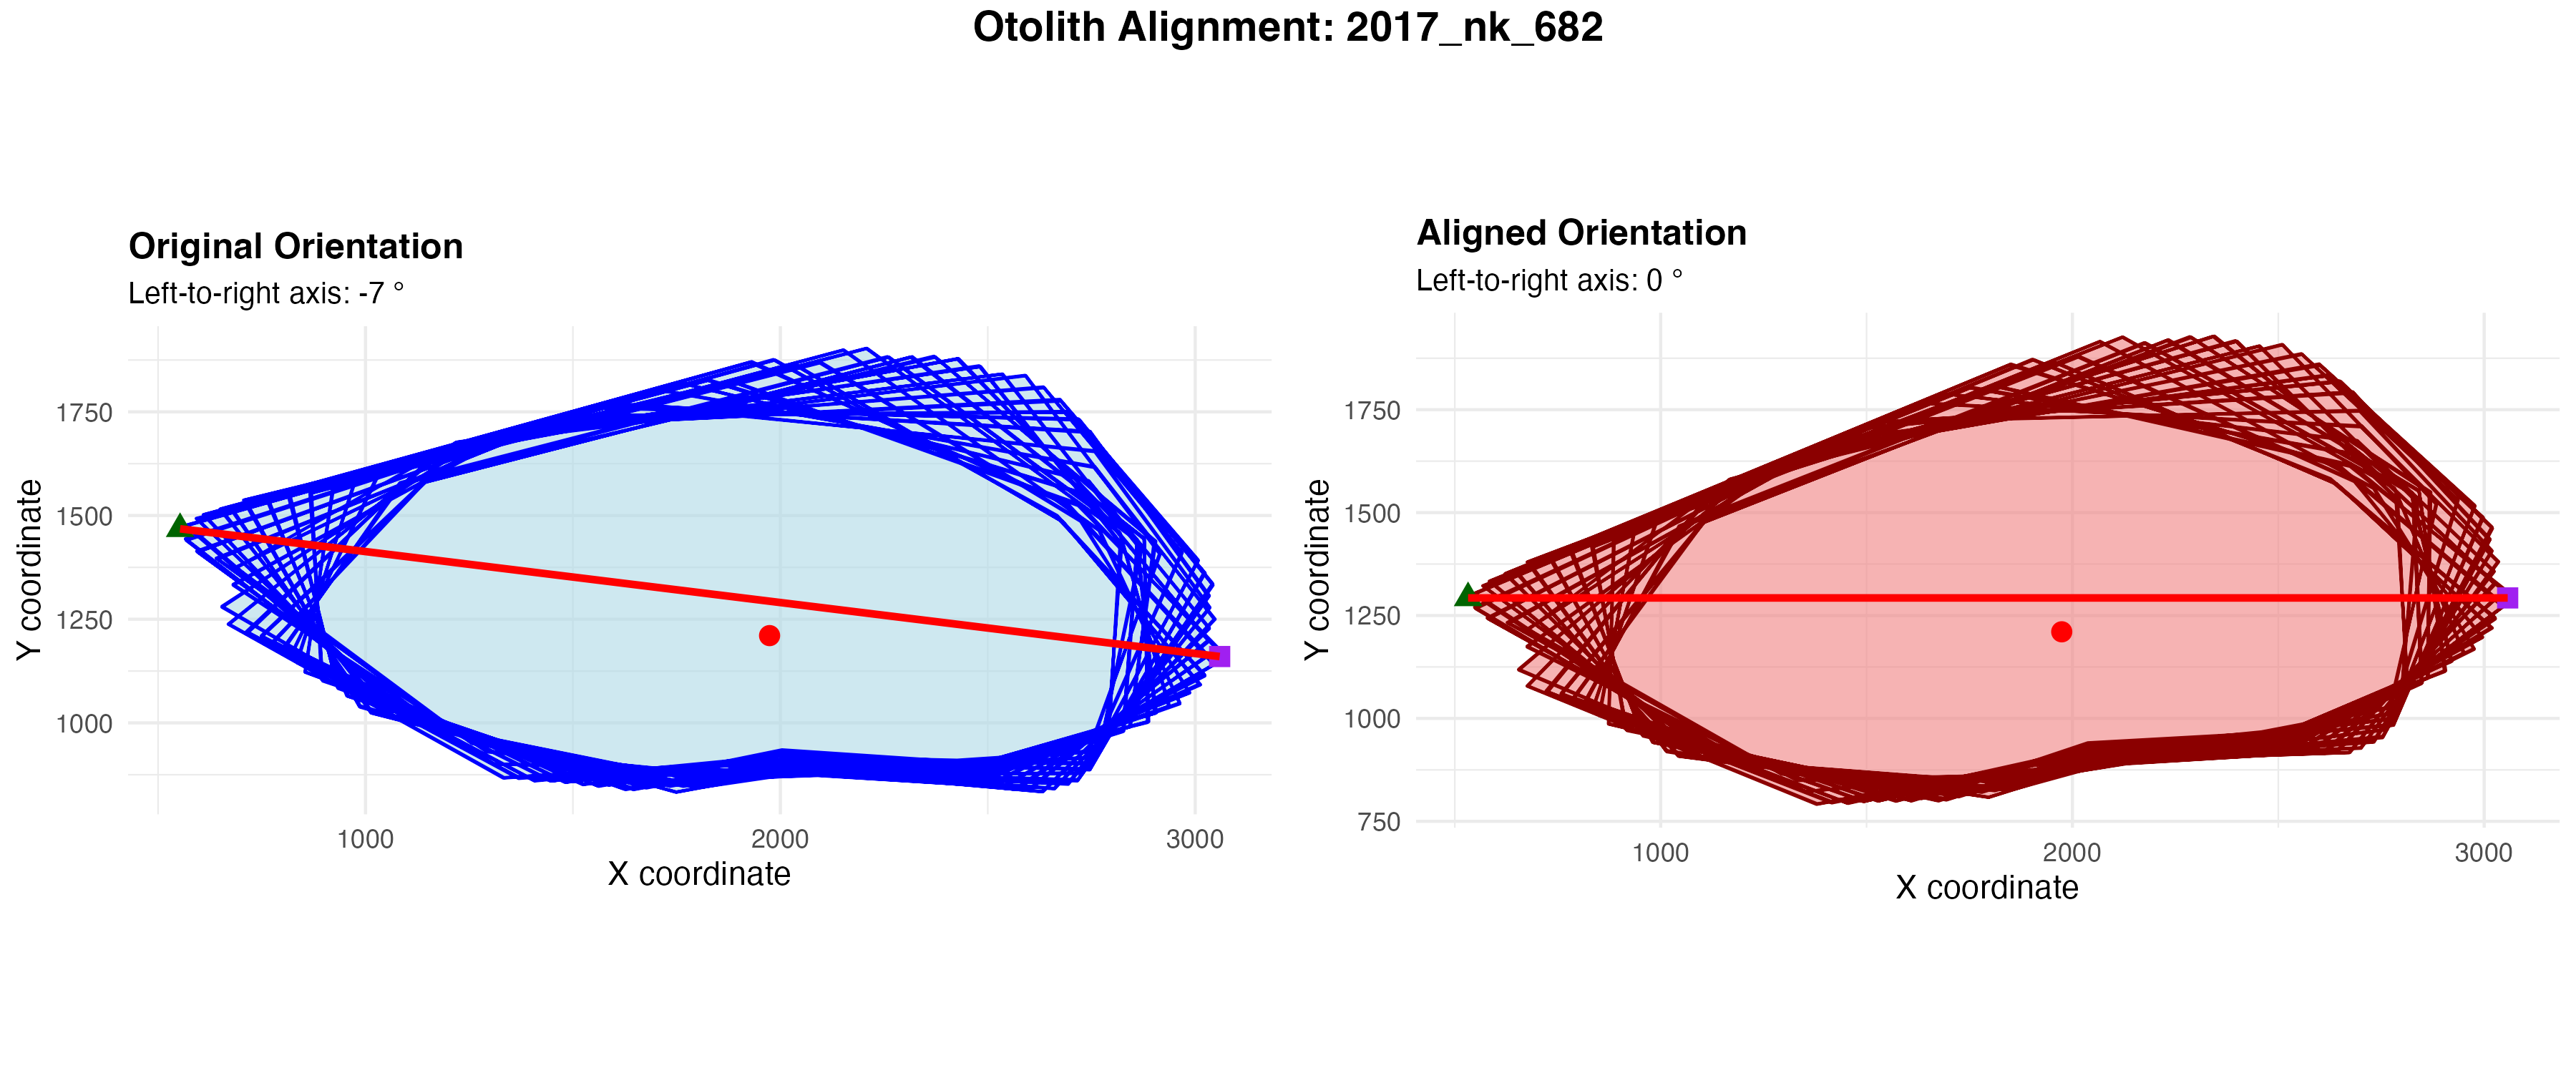 Otolith Alignment: 2017_nk_682
Original Orientation
Left-to-right axis: -7 °
Y coordinate
1750
1500
1250
1000
1000
2000
3000
X coordinate
Aligned Orientation
Left-to-right axis: 0 °
Y coordinate
1750
1500
1250
1000
750
1000
2000
3000
X coordinate